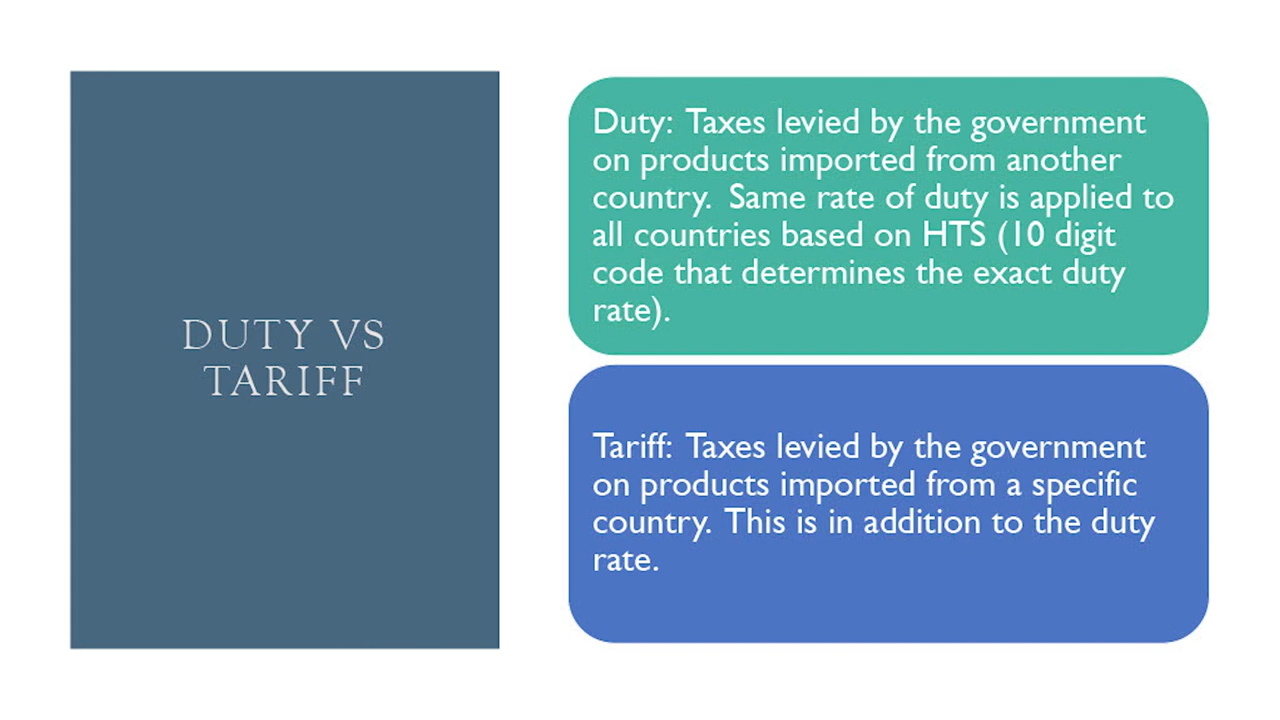 DUTY VS
TARIFF
Duty: Taxes levied by the government
on products imported from another
country. Same rate of duty is applied to
all countries based on HTS (10 digit
code that determines the exact duty
rate).
Tariff: Taxes levied by the government
on products imported from a specific
country. This is in addition to the duty
rate.